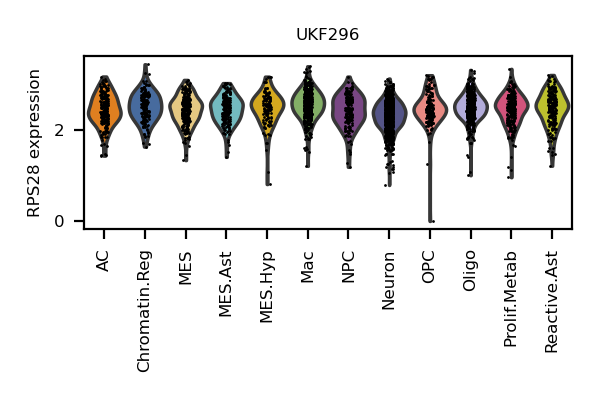 UKF296
RPS28 expression
2
0
AC
Chromatin.Reg
MES
MES.Ast
MES.Hyp
Mac
NPC
Neuron
OPC
Oligo
Prolif.Metab
Reactive.Ast